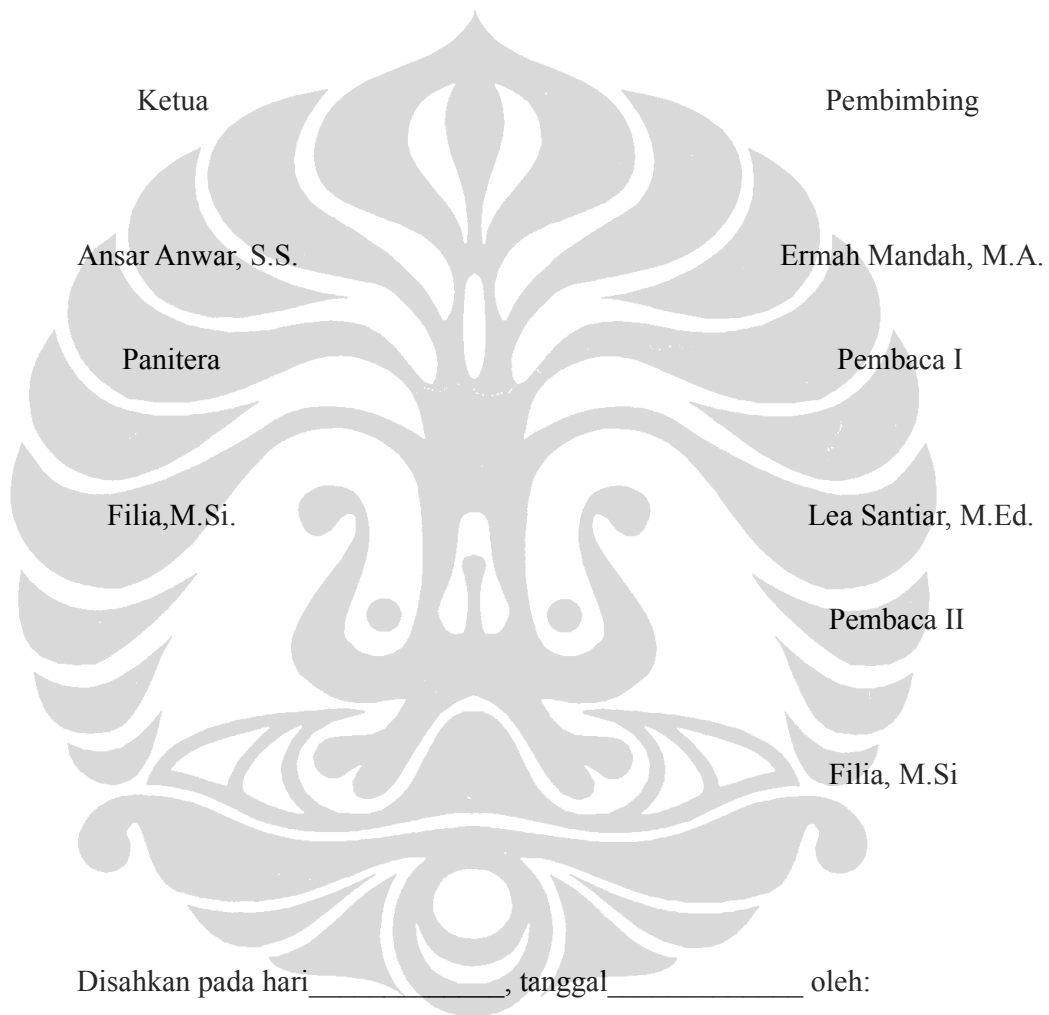 Ketua Pembimbing
Ansar Anwar, S.S. Ermah Mandah, M.A.
Panitera Pembaca I
Filia,M.Si. Lea Santiar, M.Ed.
Pembaca II
Filia, M.Si
Disahkan pada hari_____________, tanggal_____________ oleh: